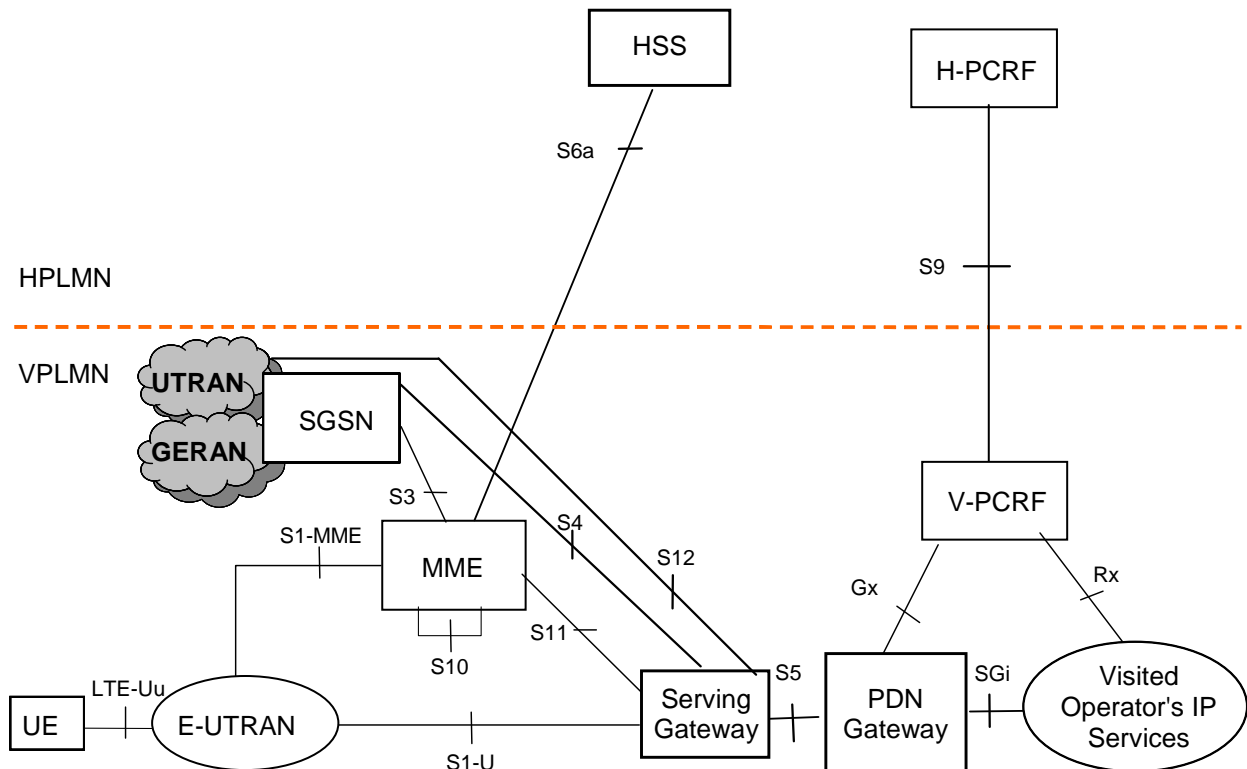 HSS
H-PCRF
S6a
S9
HPLMN
VPLMN
UTRAN
SGSN
GERAN
S3
V-PCRF
S4
S1-MME
S12
MME
Gx
Rx
S11
S10
S5
SGi
LTE-Uu
UE
E-UTRAN
Serving
Gateway
PDN
Gateway
Visited
Operator's IP
Services
S1-U